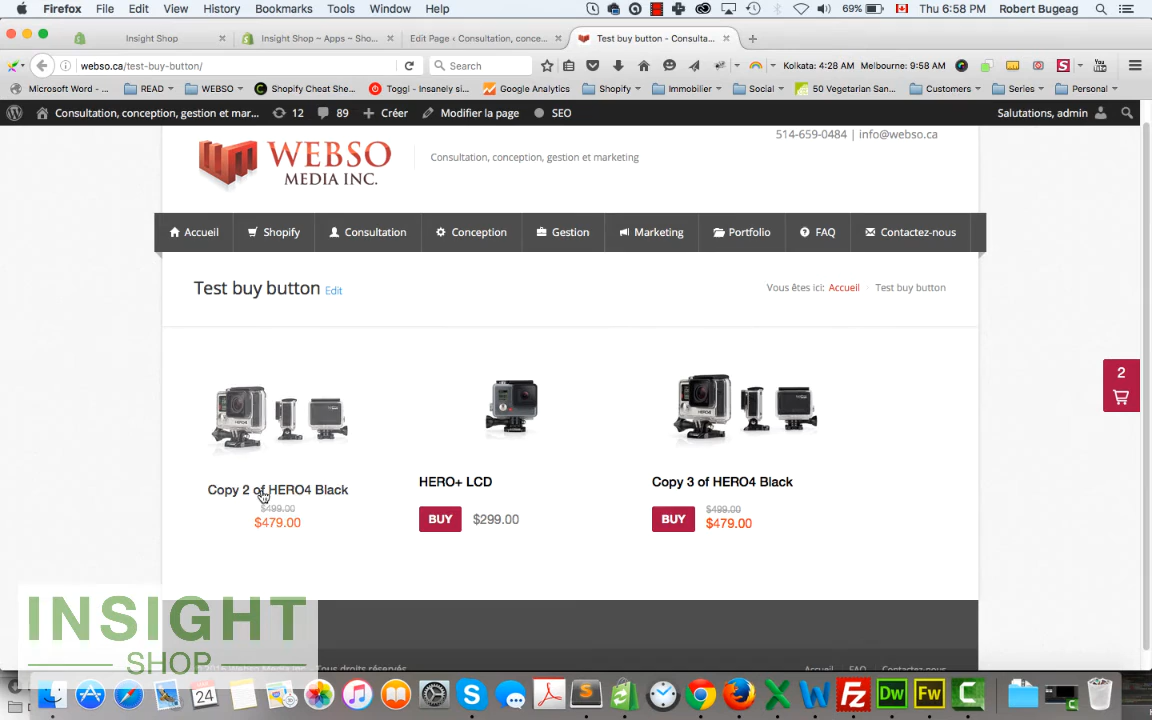 Firefox File Edit View History Bookmarks Tools Window Help 69% Thu 6:58 PM Robert Bugeag
Insight Shop Insight Shop ~ Apps ~ Sho... Edit Page ‹ Consultation, conce... Test buy button - Consulta...
webso.ca/test-buy-button/ Search Kolkata: 4:28 AM Melbourne: 9:58 AM
Microsoft Word - ... READ WEBSO Shopify Cheat She... Toggl - Insanely si... Google Analytics Shopify Immobilier Social 50 Vegetarian San... Customers Series Personal
Consultation, conception, gestion et mar... 12 89 Créer Modifier la page SEO Salutations, admin
514-659-0484 | info@webso.ca
WEBSO
MEDIA INC.
Consultation, conception, gestion et marketing
Accueil Shopify Consultation Conception Gestion Marketing Portfolio FAQ Contactez-nous
Test buy button Edit Vous êtes ici: Accueil Test buy button
2
Copy 2 of HERO4 Black
$499.00
$479.00
HERO+ LCD
BUY $299.00
Copy 3 of HERO4 Black
BUY $499.00
$479.00
INSIGHT
SHOP
Webso Media Inc. - Tous droits réservés Accueil FAQ Contactez-nous